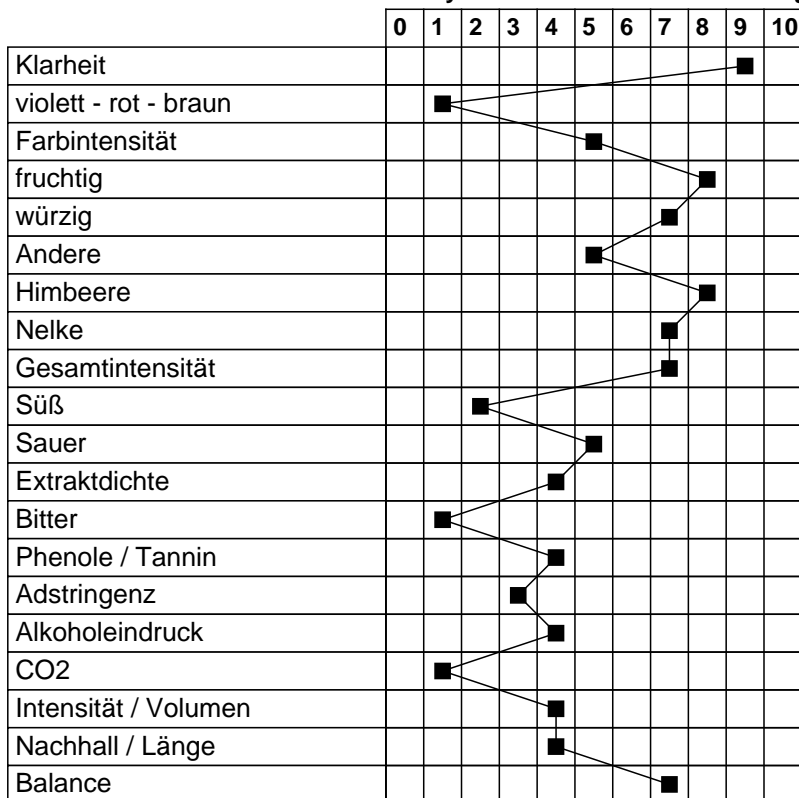 0 1 2 3 4 5 6 7 8 9 10
Klarheit
violett - rot - braun
Farbintensität
fruchtig
würzig
Andere
Himbeere
Nelke
Gesamtintensität
Süß
Sauer
Extraktdichte
Bitter
Phenole / Tannin
Adstringenz
Alkoholeindruck
CO2
Intensität / Volumen
Nachhall / Länge
Balance